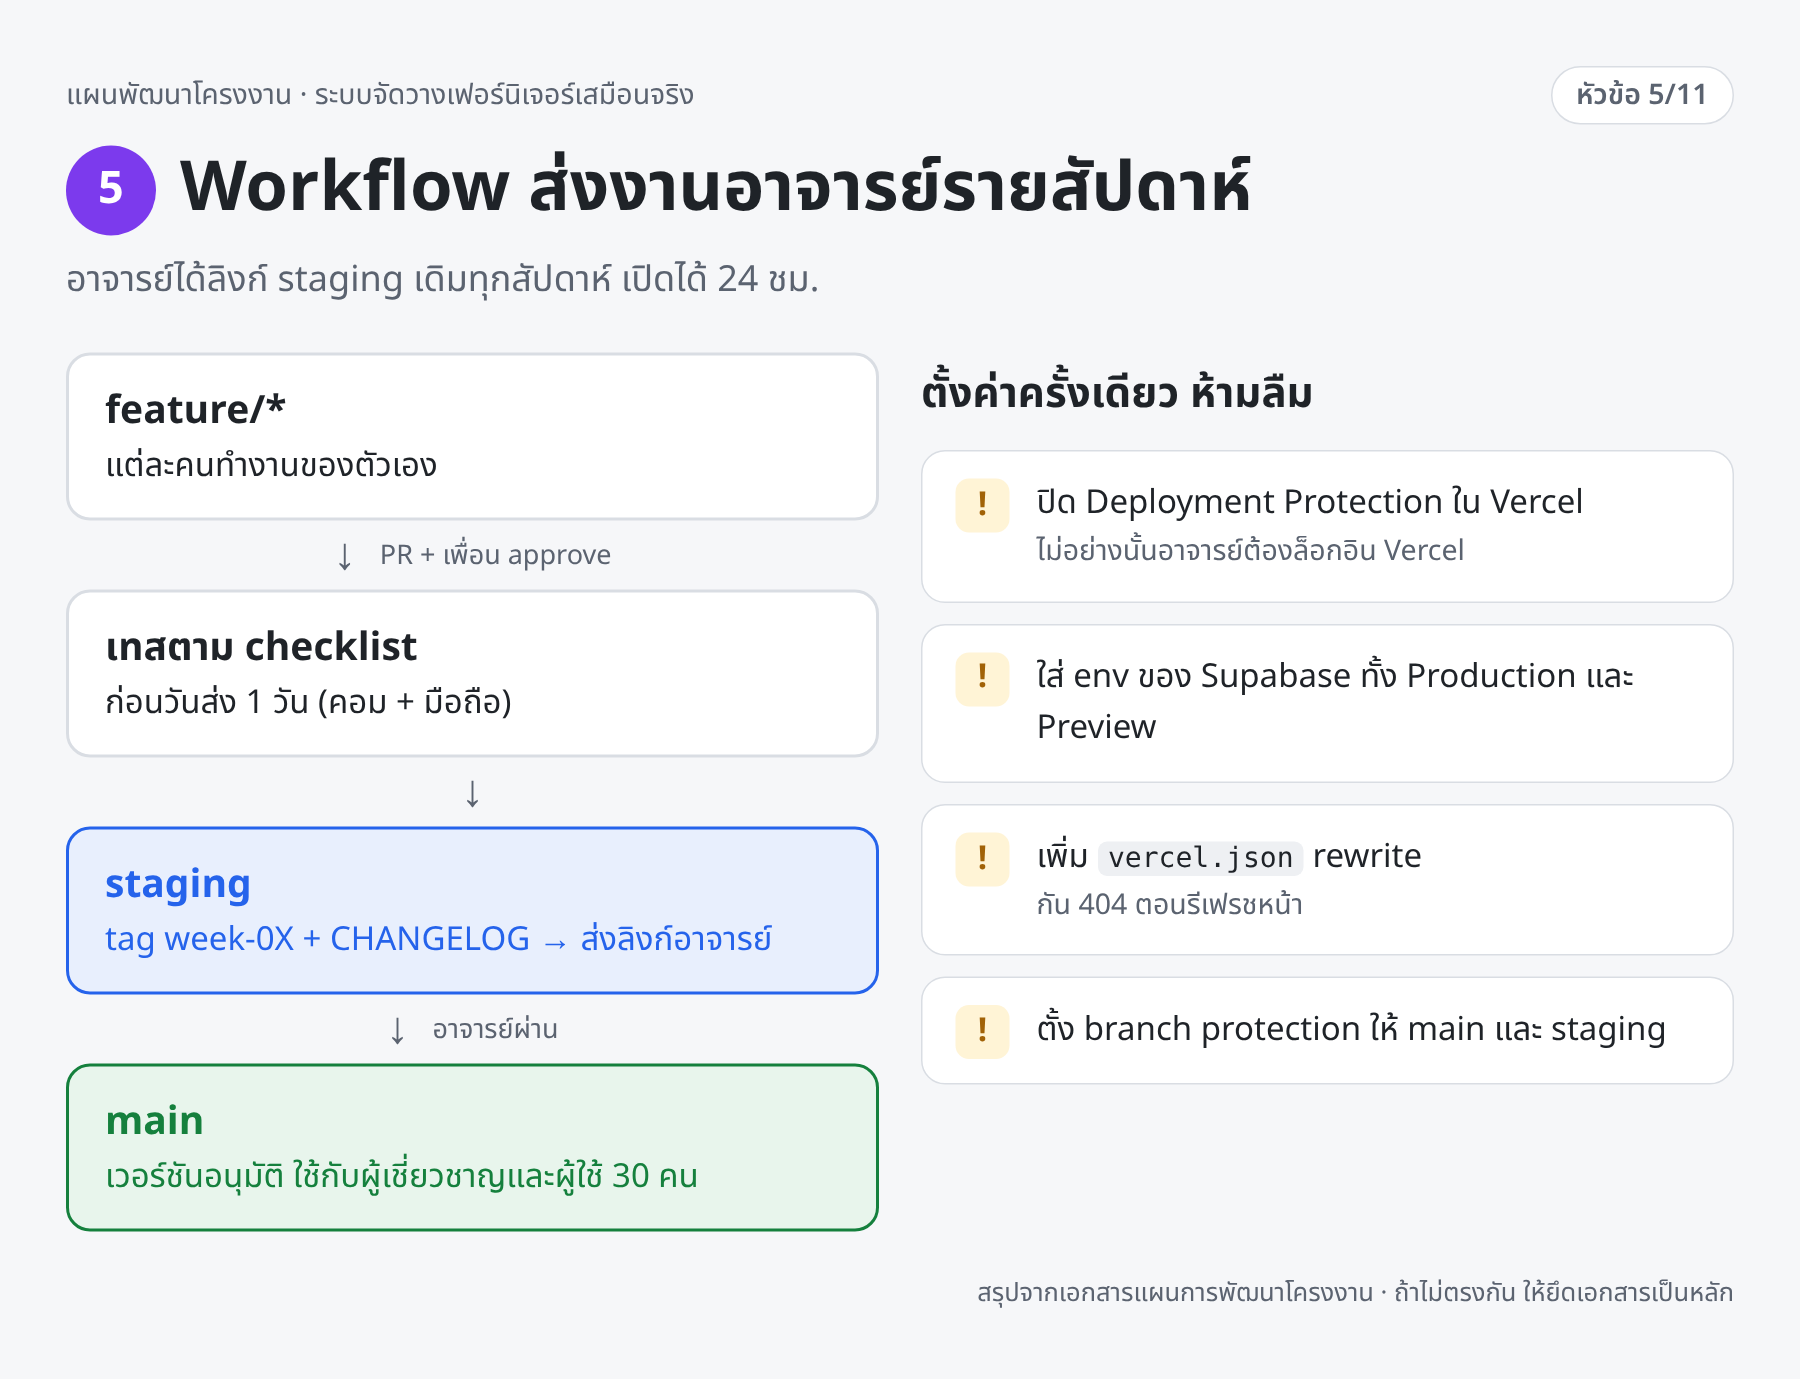 แผนพัฒนาโครงงาน · ระบบจัดวางเฟอร์นิเจอร์เสมือนจริง
หัวข้อ 5/11
5 Workflow ส่งงานอาจารย์รายสัปดาห์
อาจารย์ได้ลิงก์ staging เดิมทุกสัปดาห์ เปิดได้ 24 ชม.
feature/*
แต่ละคนทำงานของตัวเอง
↓ PR + เพื่อน approve
เทสตาม checklist
ก่อนวันส่ง 1 วัน (คอม + มือถือ)
↓
staging
tag week-0X + CHANGELOG → ส่งลิงก์อาจารย์
↓ อาจารย์ผ่าน
main
เวอร์ชันอนุมัติ ใช้กับผู้เชี่ยวชาญและผู้ใช้ 30 คน
ตั้งค่าครั้งเดียว ห้ามลืม
! ปิด Deployment Protection ใน Vercel
ไม่อย่างนั้นอาจารย์ต้องล็อกอิน Vercel
! ใส่ env ของ Supabase ทั้ง Production และ
Preview
! เพิ่ม vercel.json rewrite
กัน 404 ตอนรีเฟรชหน้า
! ตั้ง branch protection ให้ main และ staging
สรุปจากเอกสารแผนการพัฒนาโครงงาน · ถ้าไม่ตรงกัน ให้ยึดเอกสารเป็นหลัก